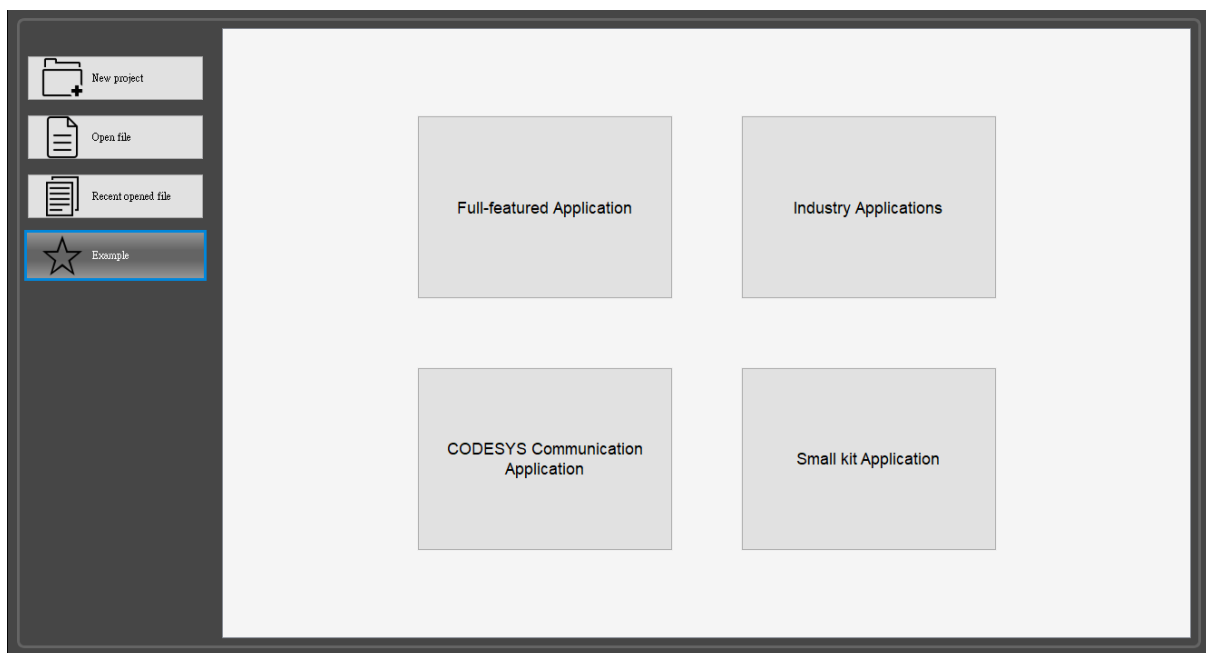 New project
Open file
Recent opened file
Example
Full-featured Application
Industry Applications
CODESYS Communication
Application
Small kit Application